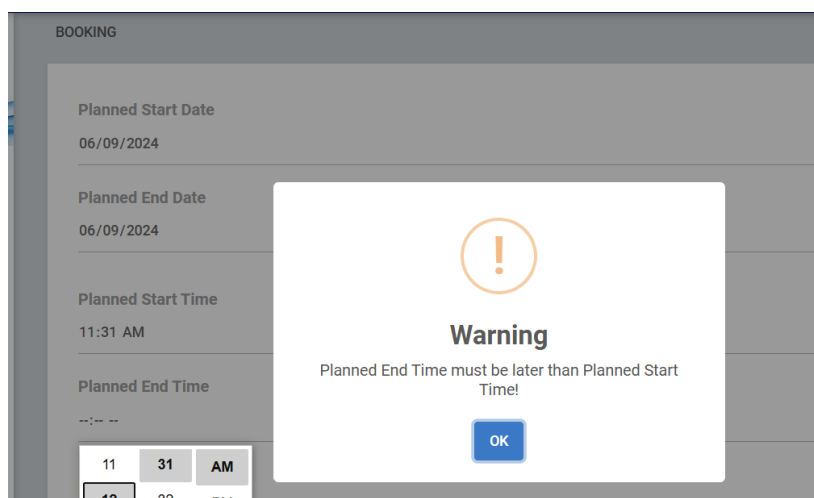 BOOKING
Planned Start Date
06/09/2024
Planned End Date
06/09/2024
Planned Start Time
11:31 AM
Planned End Time
--:-- --
!
Warning
Planned End Time must be later than Planned Start
Time!
OK
11 31 AM